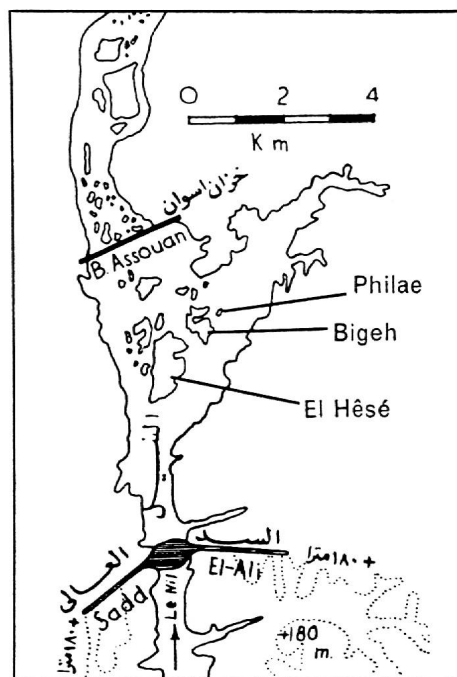 0 2 4
Km
خزان اسوان
B. Assouan
Philae
Bigeh
El Hêsé
السد
العالى
El-Ali
+١٨٠ مترا
Sadd
Le Nil
+١٨٠ مترا
+180
m.